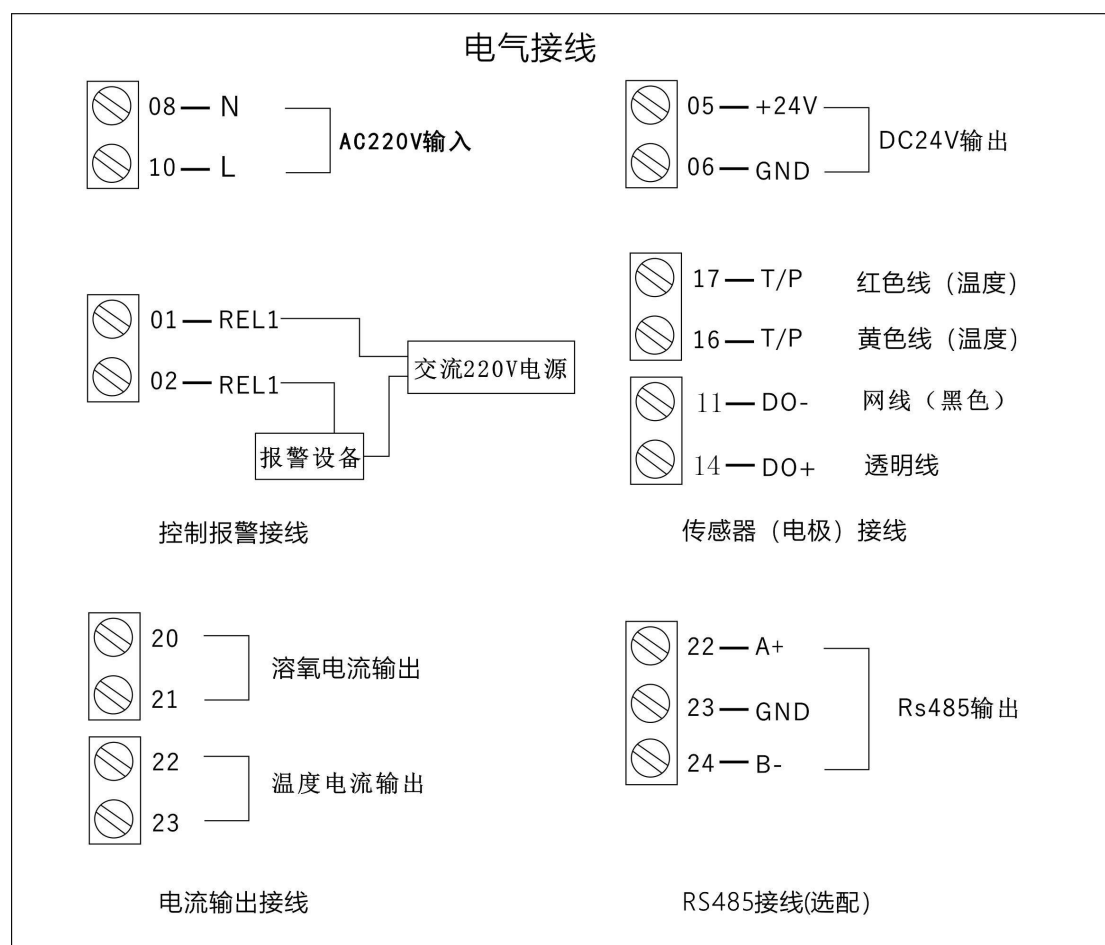 电气接线
08 N
10 L
AC220V输入
05 +24V
06 GND
DC24V输出
01 REL1
02 REL1
交流220V电源
报警设备
控制报警接线
17 T/P 红色线（温度）
16 T/P 黄色线（温度）
11 DO- 网线（黑色）
14 DO+ 透明线
传感器（电极）接线
20
21
溶氧电流输出
22
23
温度电流输出
电流输出接线
22 A+
23 GND
24 B-
Rs485输出
RS485接线(选配）